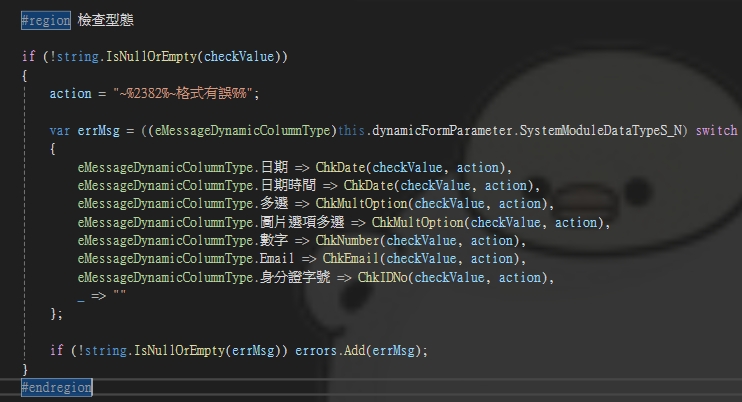 #region 檢查型態
if (!string.IsNullOrEmpty(checkValue))
{
action = "~%2382%~格式有誤%%";
var errMsg = ((eMessageDynamicColumnType)this.dynamicFormParameter.SystemModuleDataTypeS_N) switch
{
eMessageDynamicColumnType.日期 => ChkDate(checkValue, action),
eMessageDynamicColumnType.日期時間 => ChkDate(checkValue, action),
eMessageDynamicColumnType.多選 => ChkMultOption(checkValue, action),
eMessageDynamicColumnType.圖片選項多選 => ChkMultOption(checkValue, action),
eMessageDynamicColumnType.數字 => ChkNumber(checkValue, action),
eMessageDynamicColumnType.Email => ChkEmail(checkValue, action),
eMessageDynamicColumnType.身分證字號 => ChkIDNo(checkValue, action),
_ => ""
};
if (!string.IsNullOrEmpty(errMsg)) errors.Add(errMsg);
}
#endregion